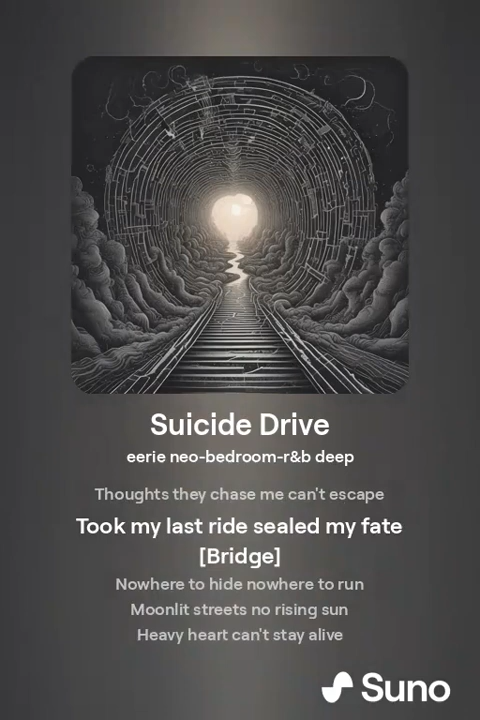 Suicide Drive
eerie neo-bedroom-r&b deep
Thoughts they chase me can't escape
Took my last ride sealed my fate
[Bridge]
Nowhere to hide nowhere to run
Moonlit streets no rising sun
Heavy heart can't stay alive
Suno